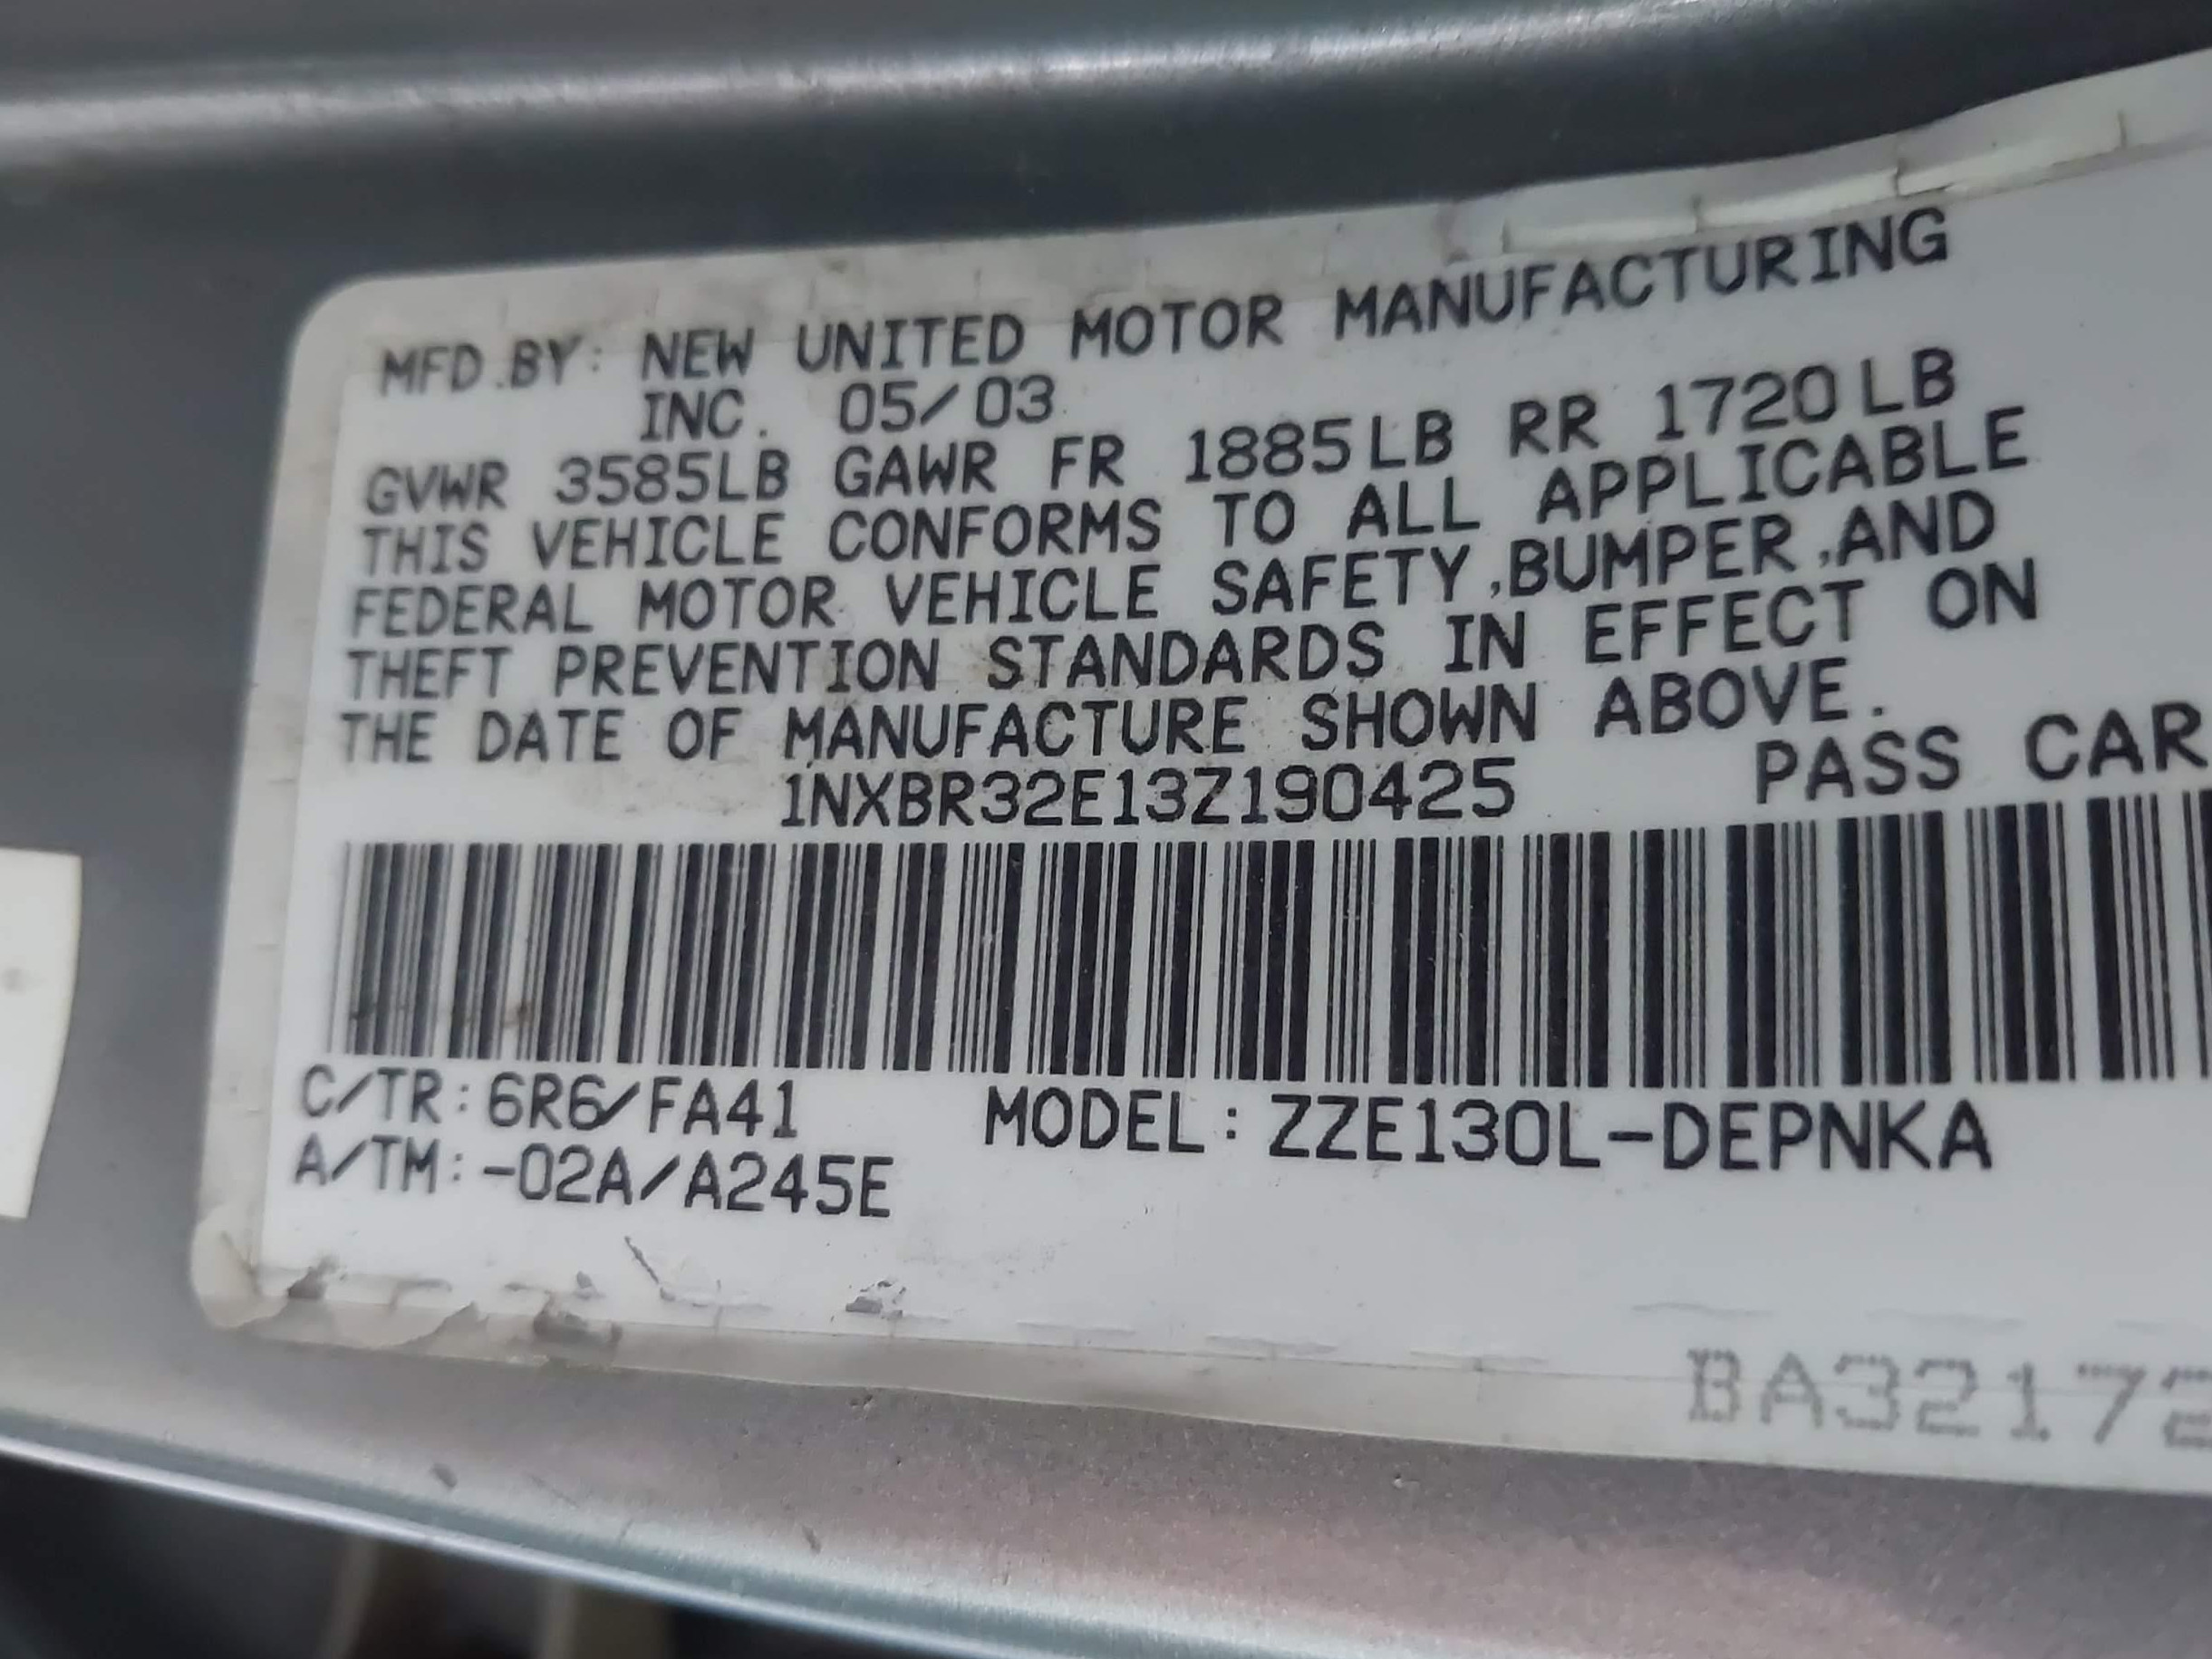 MFD.BY: NEW UNITED MOTOR MANUFACTURING
INC. 05/03
GVWR 3585LB GAWR FR 1885LB RR 1720LB
THIS VEHICLE CONFORMS TO ALL APPLICABLE
FEDERAL MOTOR VEHICLE SAFETY,BUMPER,AND
THEFT PREVENTION STANDARDS IN EFFECT ON
THE DATE OF MANUFACTURE SHOWN ABOVE.
1NXBR32E13Z190425 PASS CAR
C/TR: 6R6/FA41 MODEL: ZZE130L-DEPNKA
A/TM: -02A/A245E
BA32172